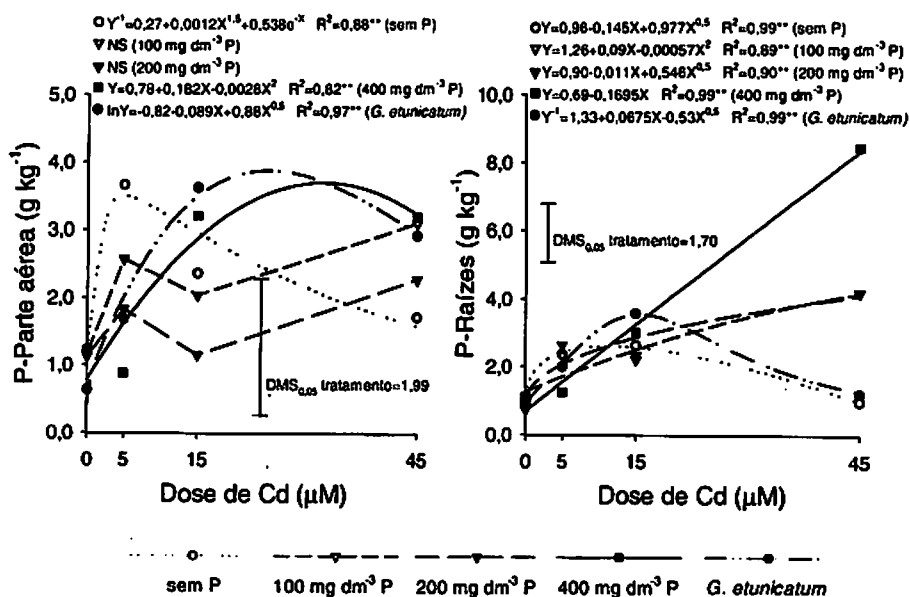 Y⁻¹=0,27+0,0012X¹,⁵+0,538e⁻ˣ R²=0,88** (sem P)
NS (100 mg dm⁻³ P)
NS (200 mg dm⁻³ P)
Y=0,78+0,182X-0,0028X² R²=0,82** (400 mg dm⁻³ P)
lnY=-0,82-0,089X+0,88X⁰,⁵ R²=0,97** (G. etunicatum)
P-Parte aérea (g kg⁻¹)
5,0
4,0
3,0
2,0
1,0
0,0
DMS₀,₀₅ tratamento=1,99
0 5 15 45
Dose de Cd (µM)
Y=0,96-0,145X+0,977X⁰,⁵ R²=0,99** (sem P)
Y=1,26+0,09X-0,00057X² R²=0,89** (100 mg dm⁻³ P)
Y=0,90-0,011X+0,546X⁰,⁵ R²=0,90** (200 mg dm⁻³ P)
Y=0,69-0,1695X R²=0,99** (400 mg dm⁻³ P)
Y⁻¹=1,33+0,0675X-0,53X⁰,⁵ R²=0,99** (G. etunicatum)
P-Raízes (g kg⁻¹)
10,0
8,0
6,0
4,0
2,0
0,0
DMS₀,₀₅ tratamento=1,70
0 5 15 45
Dose de Cd (µM)
sem P 100 mg dm⁻³ P 200 mg dm⁻³ P 400 mg dm⁻³ P G. etunicatum